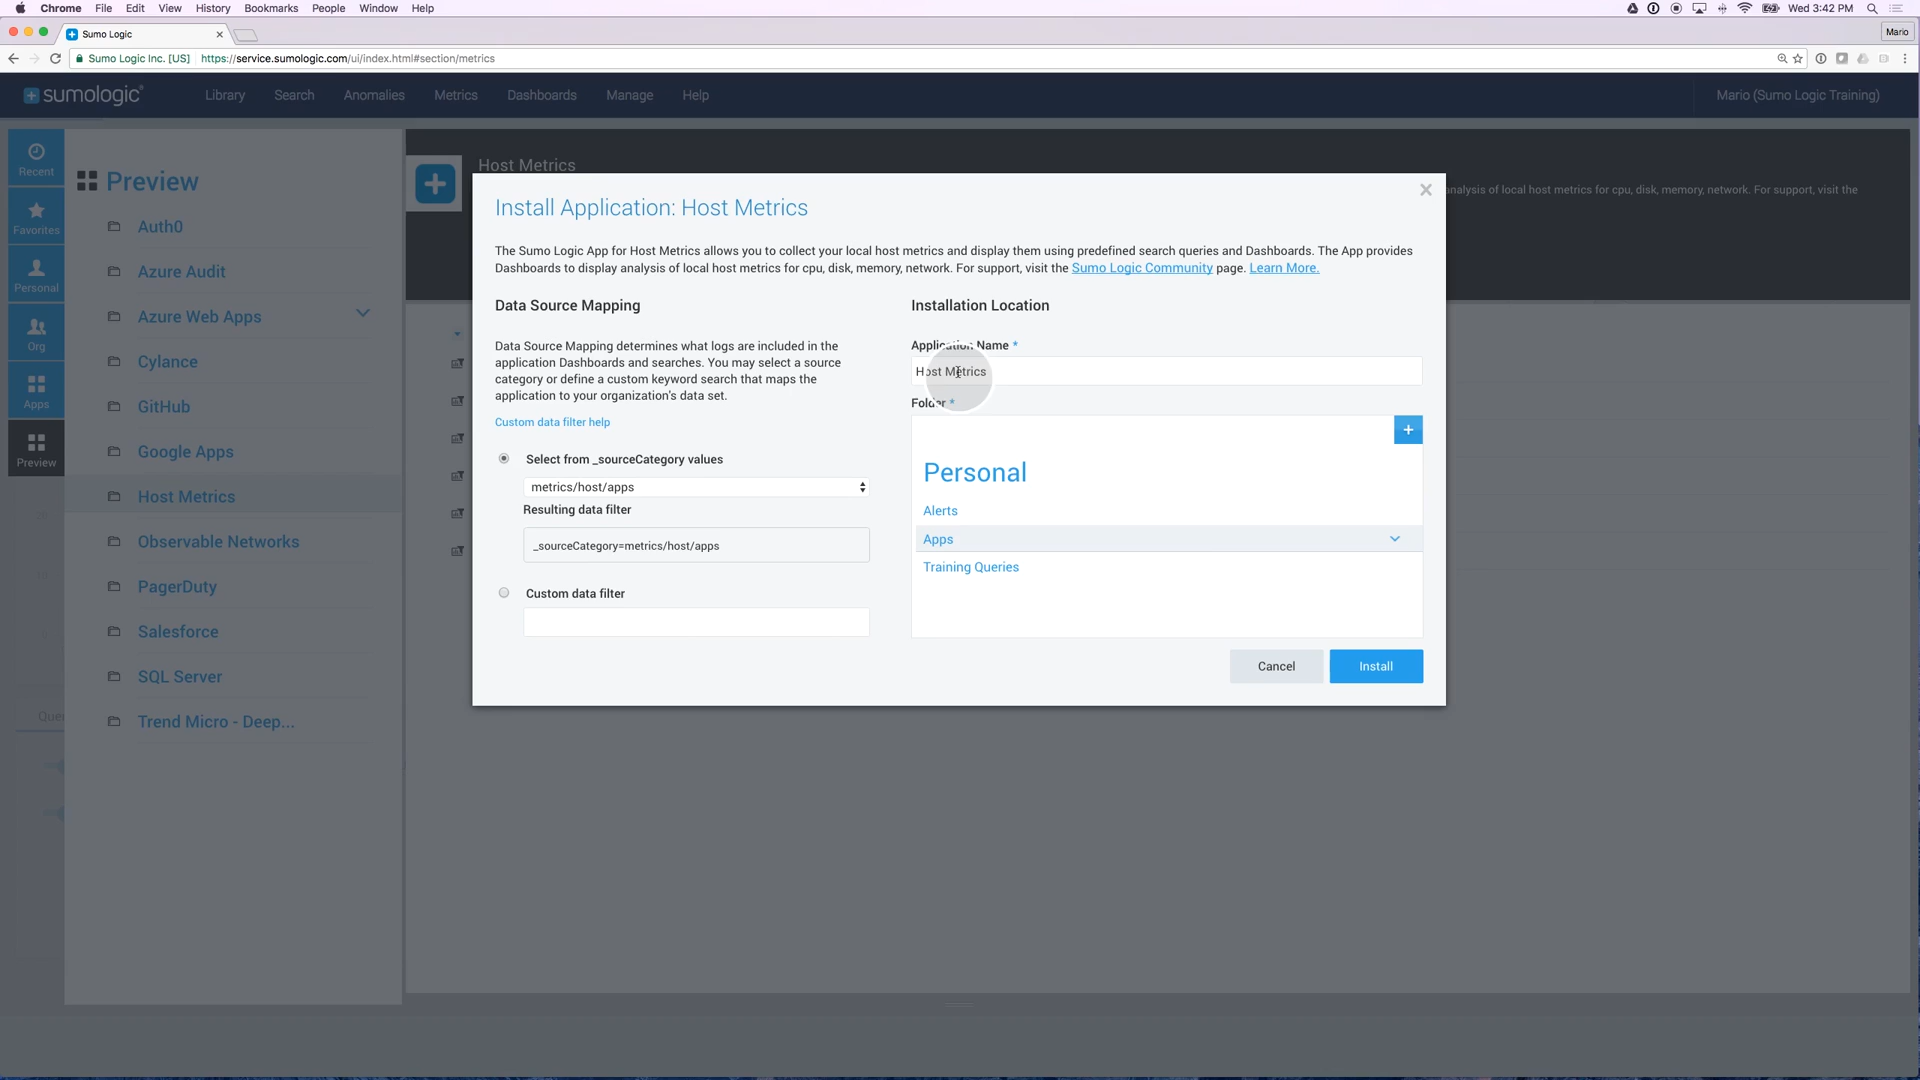 Chrome File Edit View History Bookmarks People Window Help
Wed 3:42 PM
Sumo Logic
Mario
Sumo Logic Inc. [US] https://service.sumologic.com/ui/index.html#section/metrics
sumologic Library Search Anomalies Metrics Dashboards Manage Help
Mario (Sumo Logic Training)
Recent
Favorites
Personal
Org
Apps
Preview
Preview
Auth0
Azure Audit
Azure Web Apps
Cylance
GitHub
Google Apps
Host Metrics
Observable Networks
PagerDuty
Salesforce
SQL Server
Trend Micro - Deep...
Host Metrics
analysis of local host metrics for cpu, disk, memory, network. For support, visit the
Install Application: Host Metrics
The Sumo Logic App for Host Metrics allows you to collect your local host metrics and display them using predefined search queries and Dashboards. The App provides
Dashboards to display analysis of local host metrics for cpu, disk, memory, network. For support, visit the Sumo Logic Community page. Learn More.
Data Source Mapping
Data Source Mapping determines what logs are included in the
application Dashboards and searches. You may select a source
category or define a custom keyword search that maps the
application to your organization's data set.
Custom data filter help
Select from _sourceCategory values
metrics/host/apps
Resulting data filter
_sourceCategory=metrics/host/apps
Custom data filter
Installation Location
Application Name *
Host Metrics
Folder *
+
Personal
Alerts
Apps
Training Queries
Cancel
Install